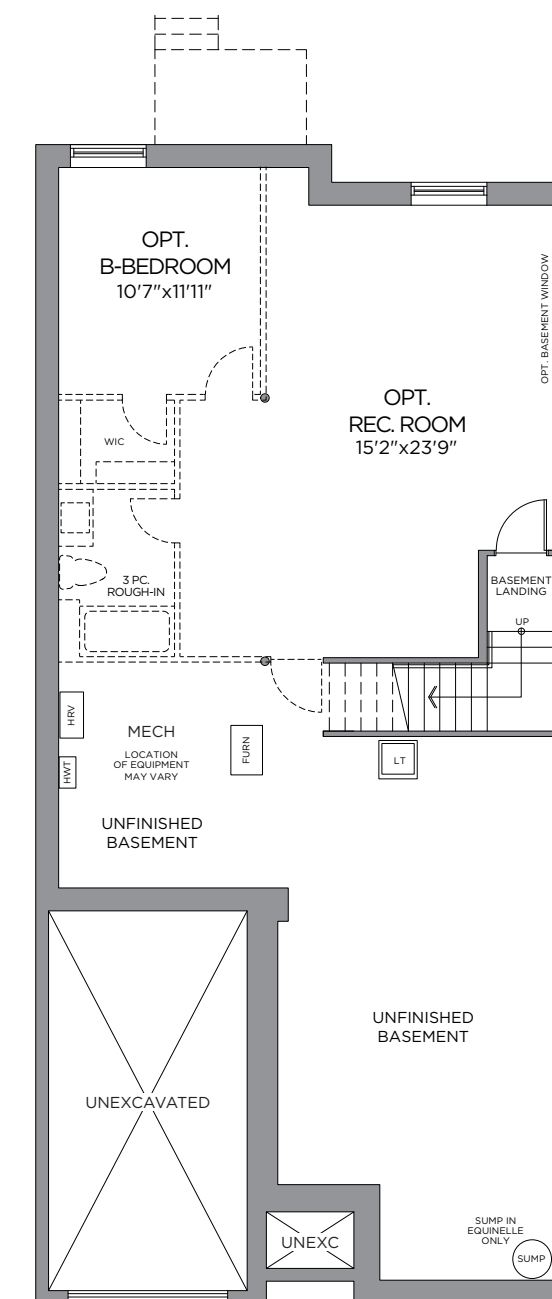 OPT.
B-BEDROOM
10'7"x11'11"
OPT. BASEMENT WINDOW
OPT.
REC. ROOM
15'2"x23'9"
WIC
3 PC.
ROUGH-IN
BASEMENT
LANDING
UP
HRV
MECH
LOCATION
OF EQUIPMENT
MAY VARY
FURN
HWT
LT
UNFINISHED
BASEMENT
UNFINISHED
BASEMENT
UNEXCAVATED
UNEXC
SUMP IN
EQUINELLE
ONLY
SUMP